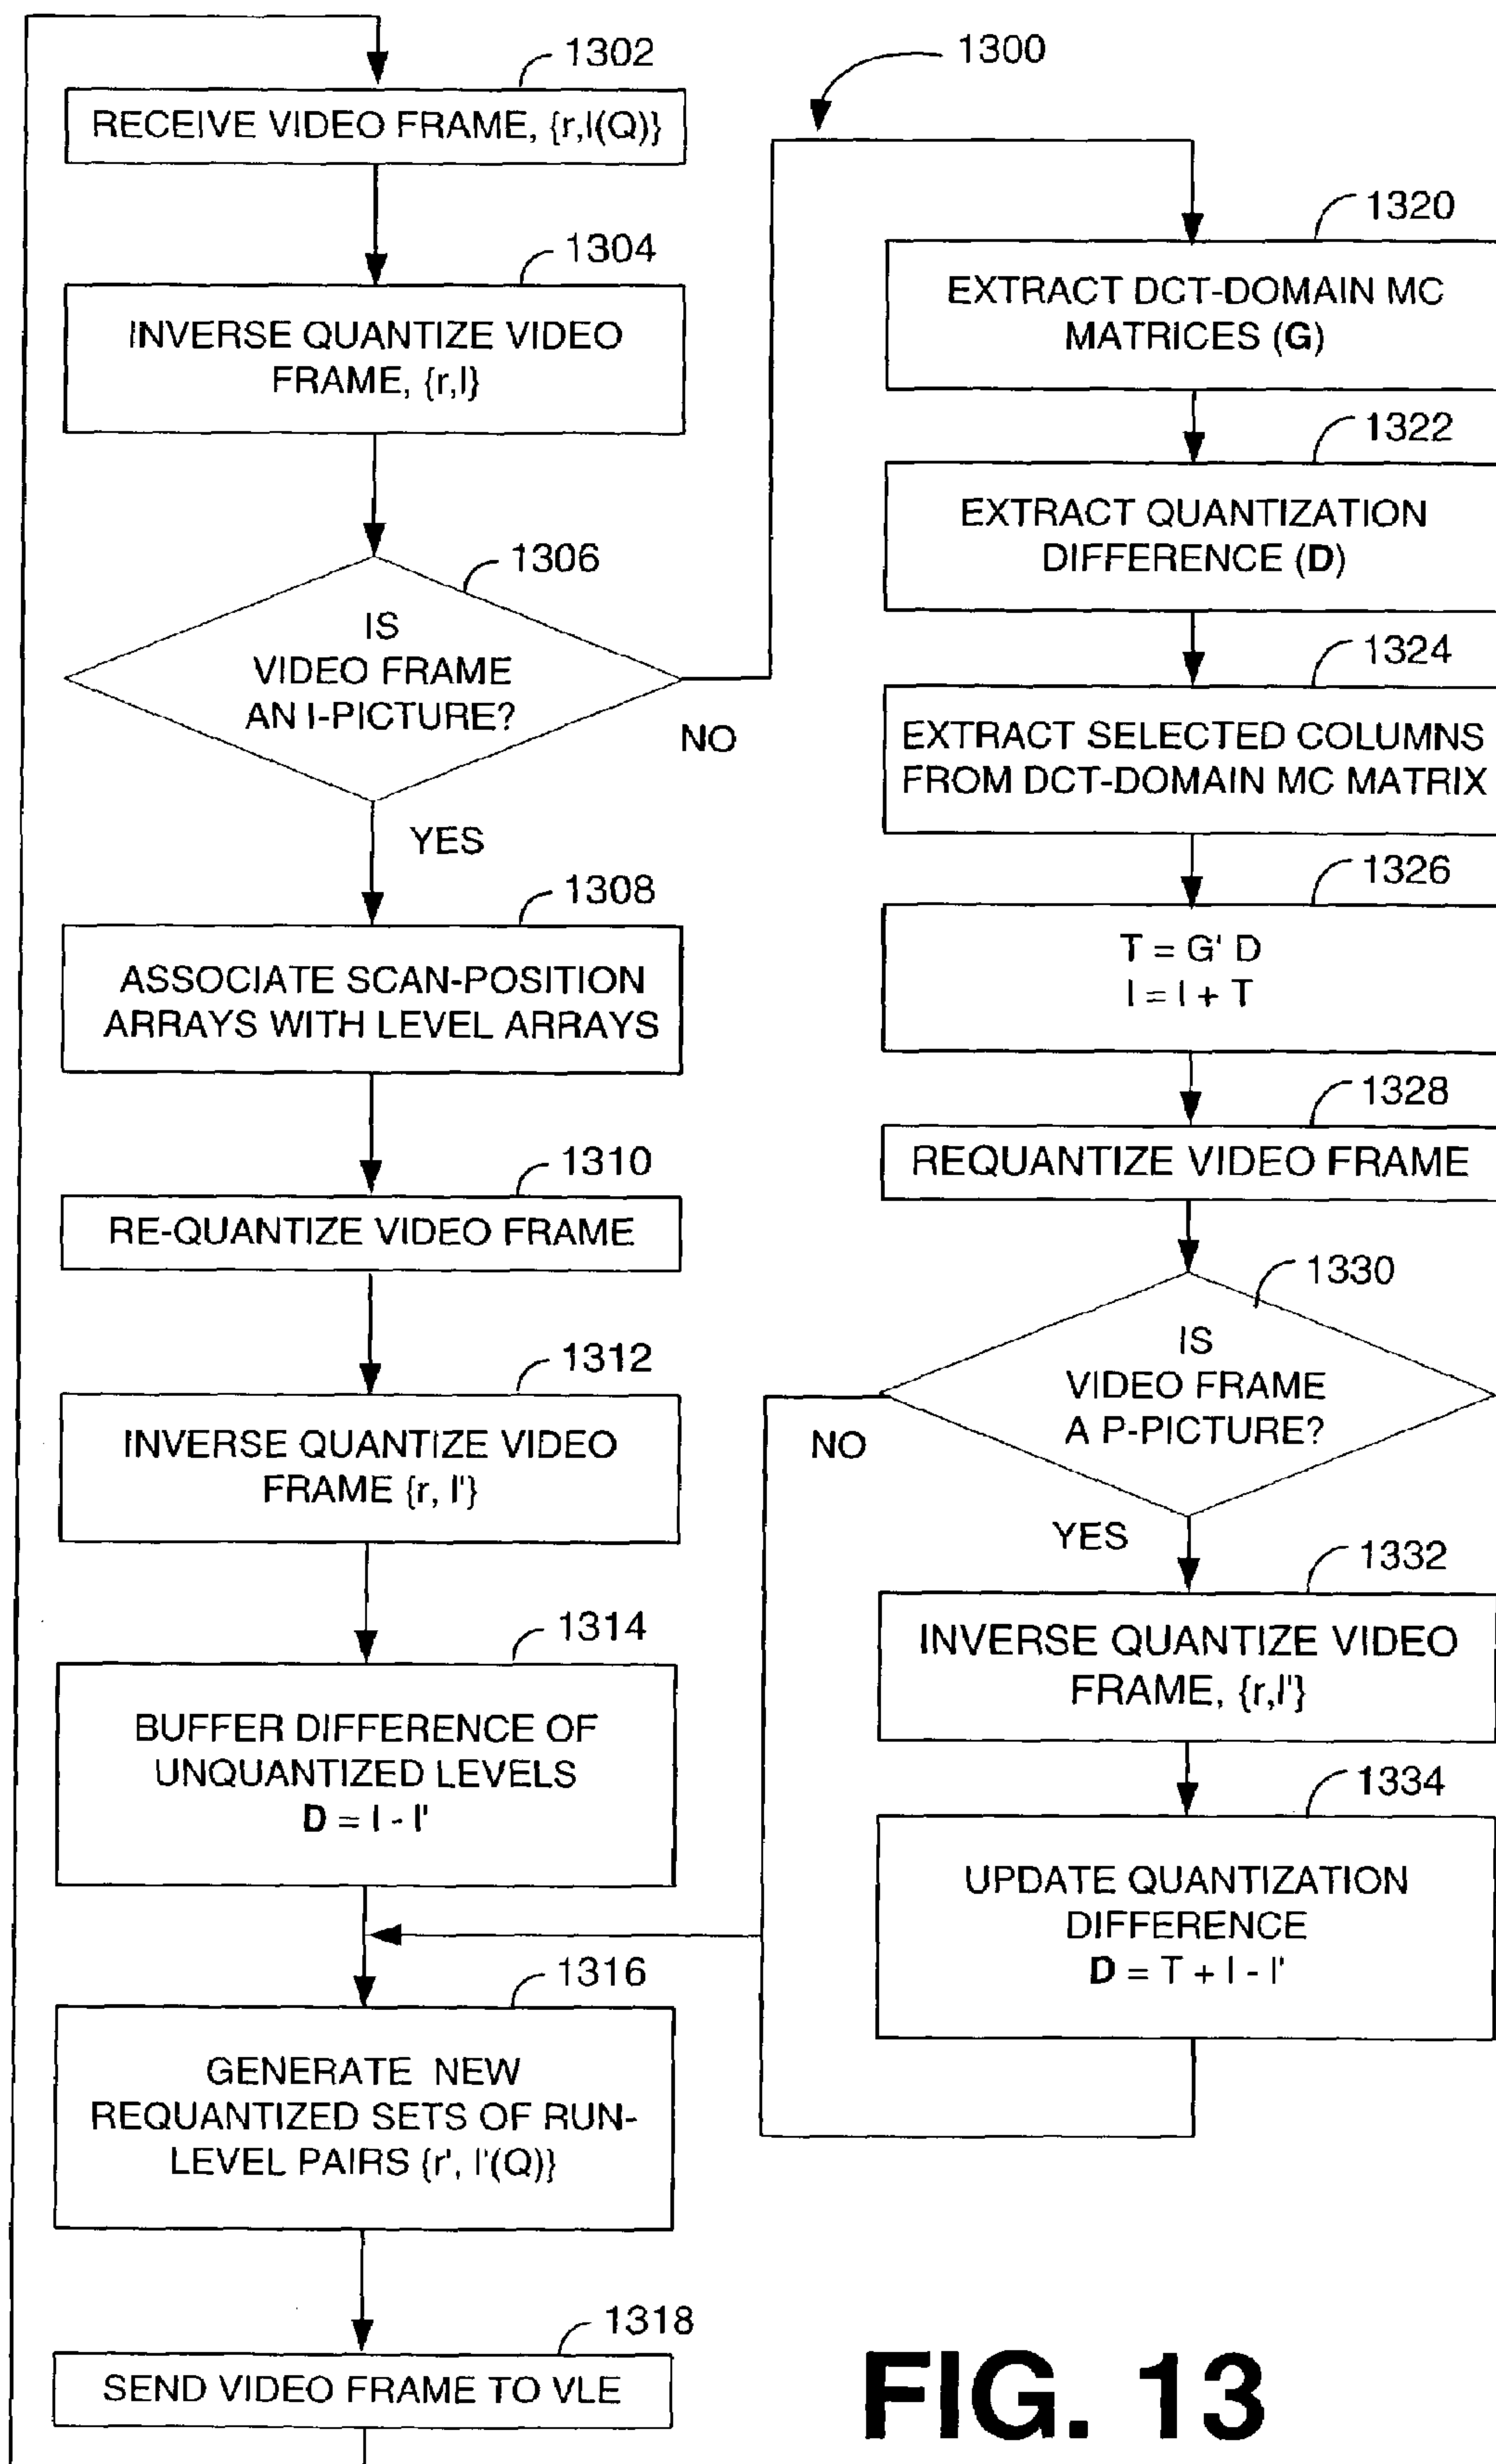 1302
RECEIVE VIDEO FRAME, {r,l(Q)}
1304
INVERSE QUANTIZE VIDEO
FRAME, {r,l}
1306
IS
VIDEO FRAME
AN I-PICTURE?
NO
YES
1308
ASSOCIATE SCAN-POSITION
ARRAYS WITH LEVEL ARRAYS
1310
RE-QUANTIZE VIDEO FRAME
1312
INVERSE QUANTIZE VIDEO
FRAME {r, l'}
1314
BUFFER DIFFERENCE OF
UNQUANTIZED LEVELS
D = l - l'
1316
GENERATE NEW
REQUANTIZED SETS OF RUN-
LEVEL PAIRS {r', l'(Q)}
1318
SEND VIDEO FRAME TO VLE
1300
1320
EXTRACT DCT-DOMAIN MC
MATRICES (G)
1322
EXTRACT QUANTIZATION
DIFFERENCE (D)
1324
EXTRACT SELECTED COLUMNS
FROM DCT-DOMAIN MC MATRIX
1326
T = G' D
l = l + T
1328
REQUANTIZE VIDEO FRAME
1330
IS
VIDEO FRAME
A P-PICTURE?
NO
YES
1332
INVERSE QUANTIZE VIDEO
FRAME, {r,l'}
1334
UPDATE QUANTIZATION
DIFFERENCE
D = T + l - l'
FIG. 13